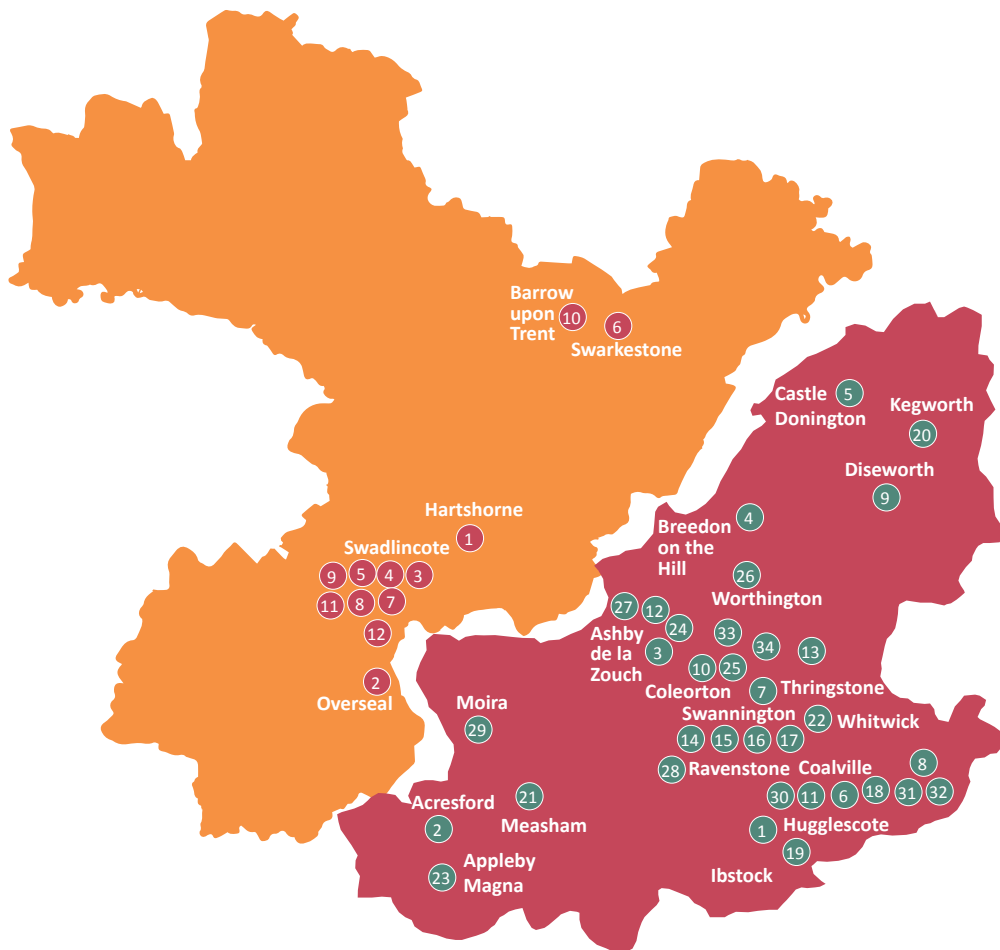 Barrow
upon
Trent
10
6
Swarkestone
Castle
Donington
5
Kegworth
20
Diseworth
9
Hartshorne
1
Swadlincote
9 5 4 3
11 8 7
12
2
Overseal
Breedon
on the
Hill
4
26
Worthington
27 12
24
33
34
13
Ashby
de la
Zouch
3
10 25
Coleorton
7
Thringstone
Swannington
22
Whitwick
14 15 16 17
28
Ravenstone
Coalville
8
30 11 6 18 31 32
Moira
29
21
Measham
Acresford
2
23
Appleby
Magna
1
Hugglescote
19
Ibstock